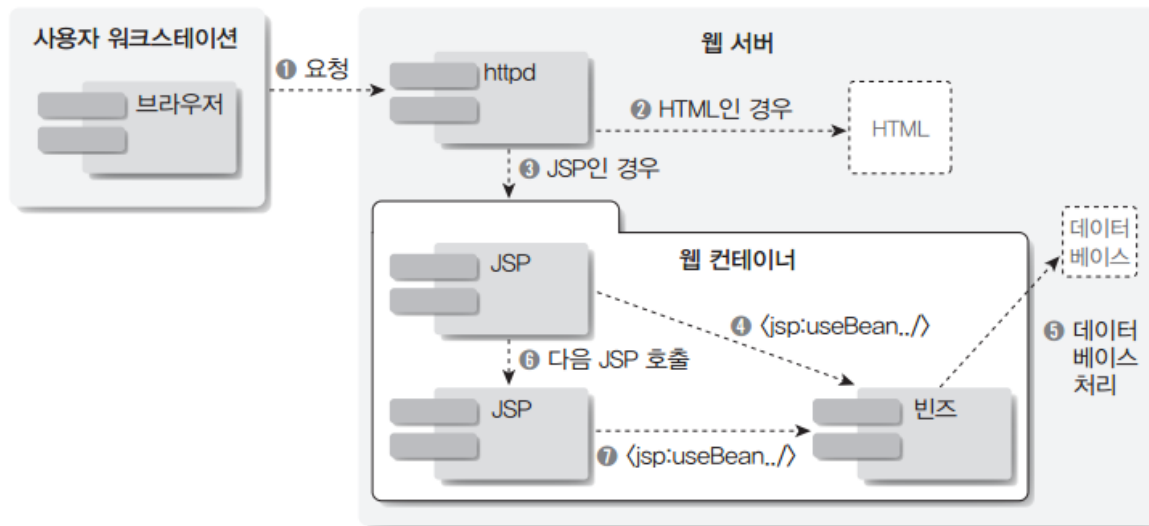 사용자 워크스테이션
브라우저
❶ 요청
웹 서버
httpd
❷ HTML인 경우
HTML
❸ JSP인 경우
웹 컨테이너
JSP
❹ 〈jsp:useBean../〉
데이터
베이스
❺ 데이터
베이스
처리
❻ 다음 JSP 호출
JSP
❼ 〈jsp:useBean../〉
빈즈